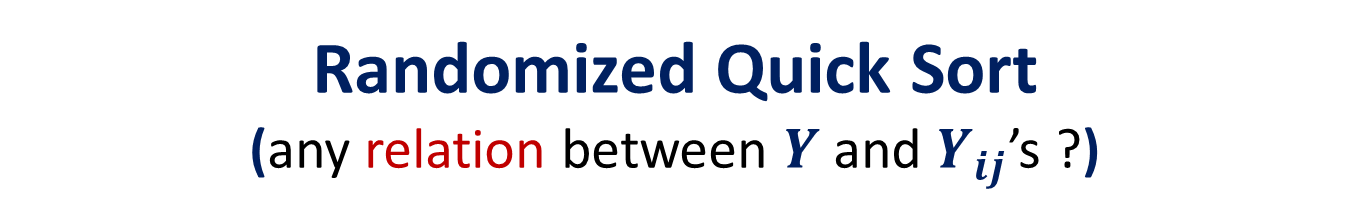 Randomized Quick Sort
(any relation between Y and Yij’s ?)